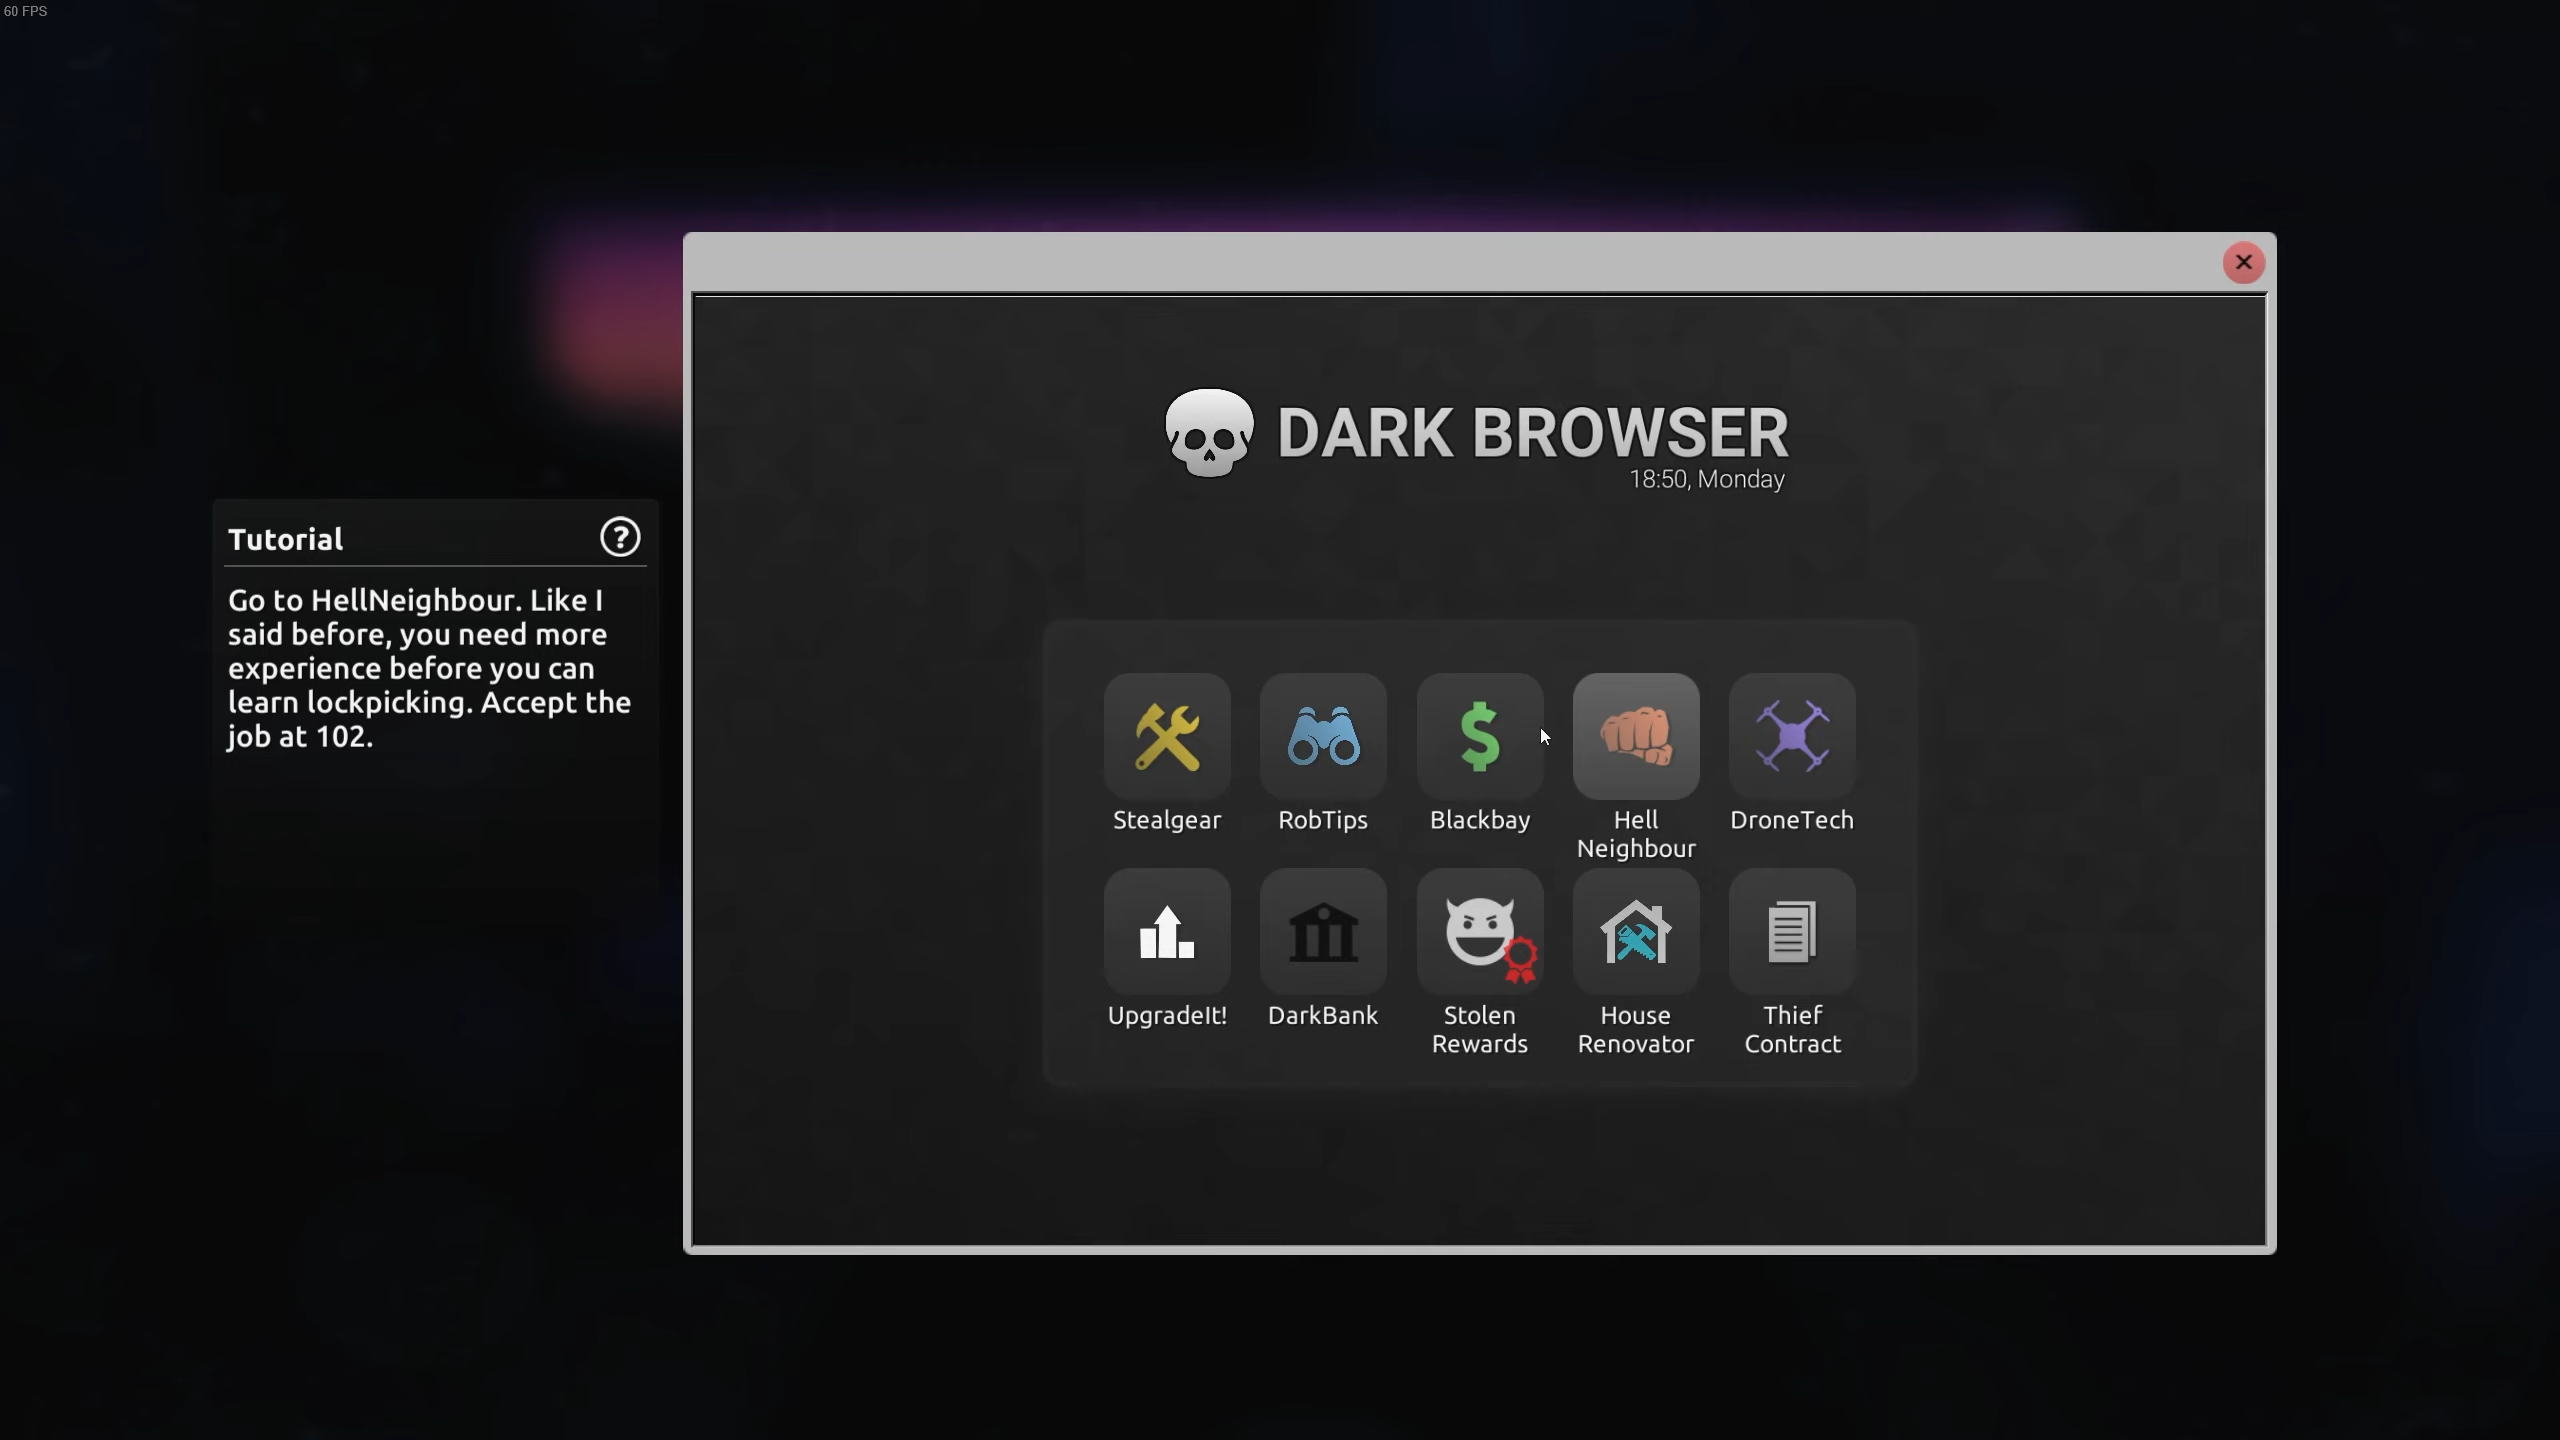 60 FPS
DARK BROWSER
18:50, Monday
Tutorial
?
Go to HellNeighbour. Like I
said before, you need more
experience before you can
learn lockpicking. Accept the
job at 102.
Stealgear
RobTips
Blackbay
Hell
Neighbour
DroneTech
UpgradeIt!
DarkBank
Stolen
Rewards
House
Renovator
Thief
Contract